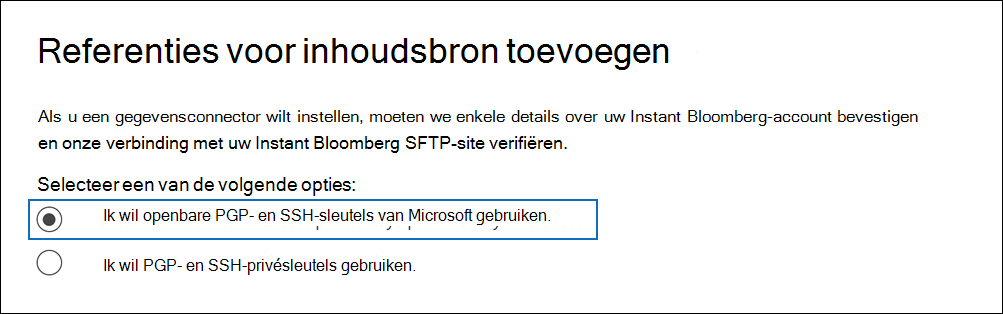 Referenties voor inhoudsbron toevoegen
Als u een gegevensconnector wilt instellen, moeten we enkele details over uw Instant Bloomberg-account bevestigen
en onze verbinding met uw Instant Bloomberg SFTP-site verifiëren.
Selecteer een van de volgende opties:
Ik wil openbare PGP- en SSH-sleutels van Microsoft gebruiken.
Ik wil PGP- en SSH-privésleutels gebruiken.